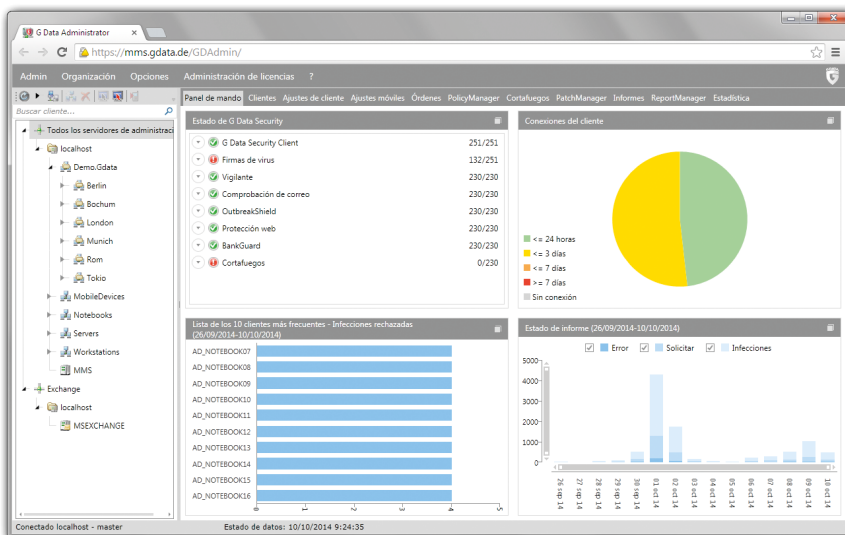 G Data Administrator
https://mms.gdata.de/GDAdmin/
Admin Organización Opciones Administración de licencias ?
Buscar cliente...
Todos los servidores de administraci
localhost
Demo.Gdata
Berlin
Bochum
London
Munich
Rom
Tokio
MobileDevices
Notebooks
Servers
Workstations
MMS
Exchange
localhost
MSEXCHANGE
Panel de mando Clientes Ajustes de cliente Ajustes móviles Órdenes PolicyManager Cortafuegos PatchManager Informes ReportManager Estadística
Estado de G Data Security
G Data Security Client 251/251
Firmas de virus 132/251
Vigilante 230/230
Comprobación de correo 230/230
OutbreakShield 230/230
Protección web 230/230
BankGuard 230/230
Cortafuegos 0/230
Conexiones del cliente
<= 24 horas
<= 3 días
<= 7 días
>= 7 días
Sin conexión
Lista de los 10 clientes más frecuentes - Infecciones rechazadas
(26/09/2014-10/10/2014)
AD_NOTEBOOK07
AD_NOTEBOOK08
AD_NOTEBOOK09
AD_NOTEBOOK10
AD_NOTEBOOK11
AD_NOTEBOOK12
AD_NOTEBOOK13
AD_NOTEBOOK14
AD_NOTEBOOK15
AD_NOTEBOOK16
0 1 2 3 4 5
Estado de informe (26/09/2014-10/10/2014)
Error Solicitar Infecciones
5000
4000
3000
2000
1000
0
26 sep 14
27 sep 14
28 sep 14
29 sep 14
30 sep 14
01 oct 14
02 oct 14
03 oct 14
04 oct 14
05 oct 14
06 oct 14
07 oct 14
08 oct 14
09 oct 14
10 oct 14
Conectado localhost - master Estado de datos: 10/10/2014 9:24:35